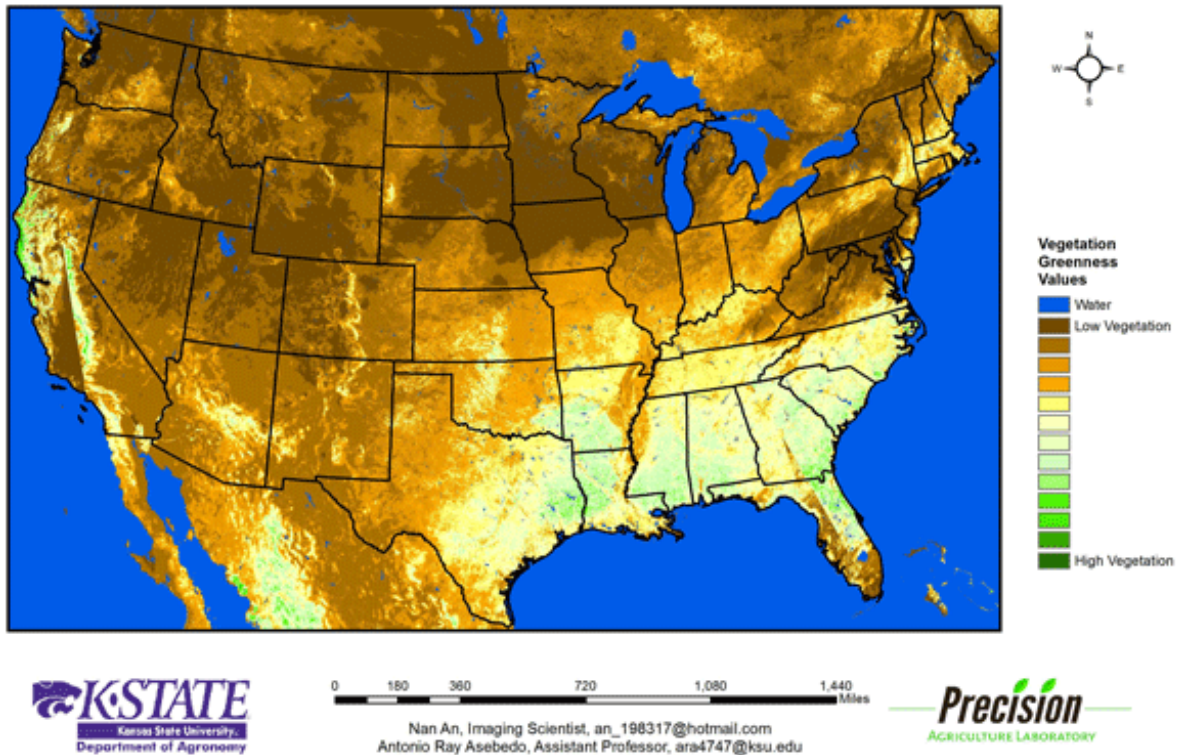 N
W
E
S
Vegetation
Greenness
Values
Water
Low Vegetation
High Vegetation
K-STATE
Kansas State University.
Department of Agronomy
0 180 360 720 1,080 1,440
Miles
Nan An, Imaging Scientist, an_198317@hotmail.com
Antonio Ray Asebedo, Assistant Professor, ara4747@ksu.edu
Precision
AGRICULTURE LABORATORY